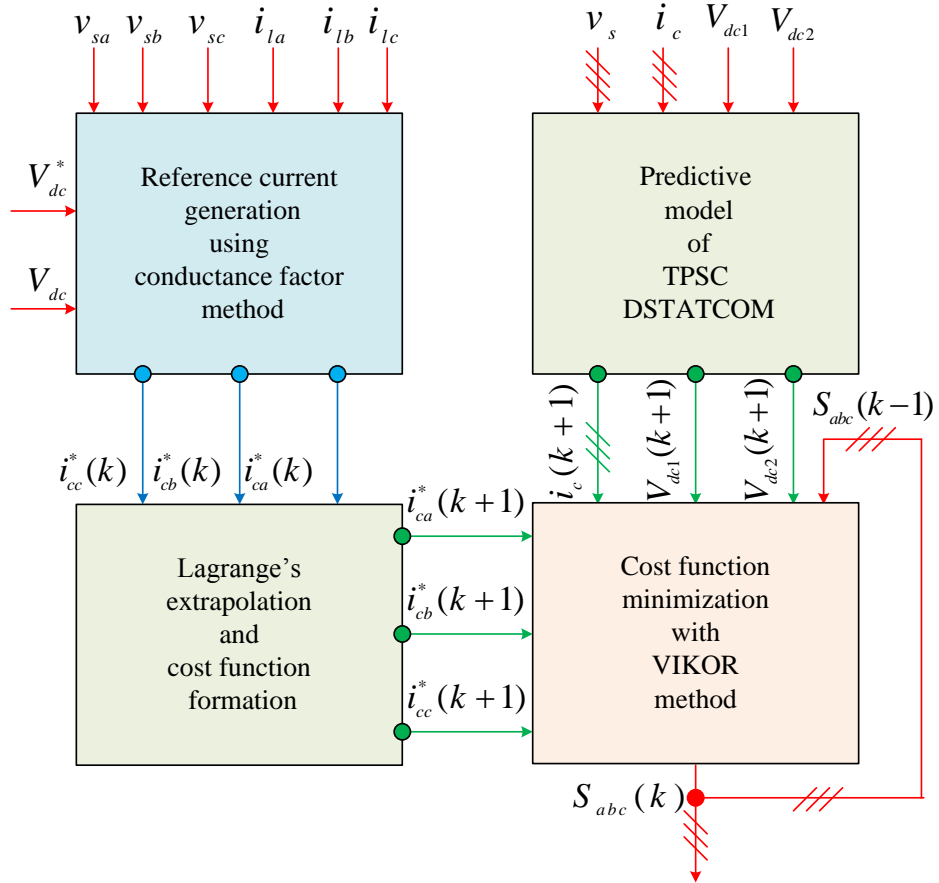 v_sa v_sb v_sc i_la i_lb i_lc
v_s i_c V_dc1 V_dc2
V*_dc
V_dc
Reference current
generation
using
conductance factor
method
Predictive
model
of
TPSC
DSTATCOM
i*_cc(k) i*_cb(k) i*_ca(k)
i_c(k+1)
V_dc1(k+1)
V_dc2(k+1)
S_abc(k−1)
Lagrange's
extrapolation
and
cost function
formation
i*_ca(k+1)
i*_cb(k+1)
i*_cc(k+1)
Cost function
minimization
with
VIKOR
method
S_abc(k)